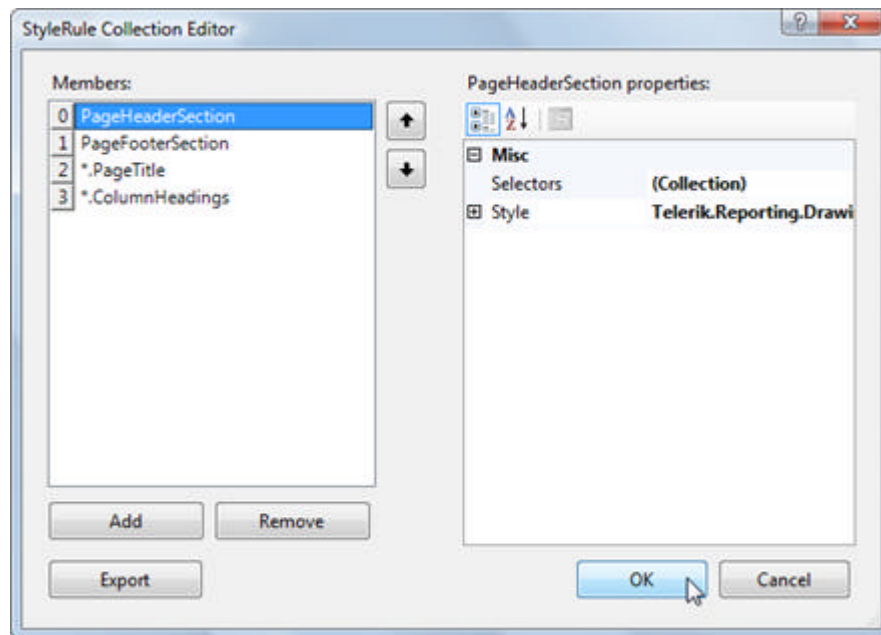 StyleRule Collection Editor
Members:
0 PageHeaderSection
1 PageFooterSection
2 *.PageTitle
3 *.ColumnHeadings
Add Remove
Export
PageHeaderSection properties:
Misc
Selectors (Collection)
Style Telerik.Reporting.Drawi
OK Cancel